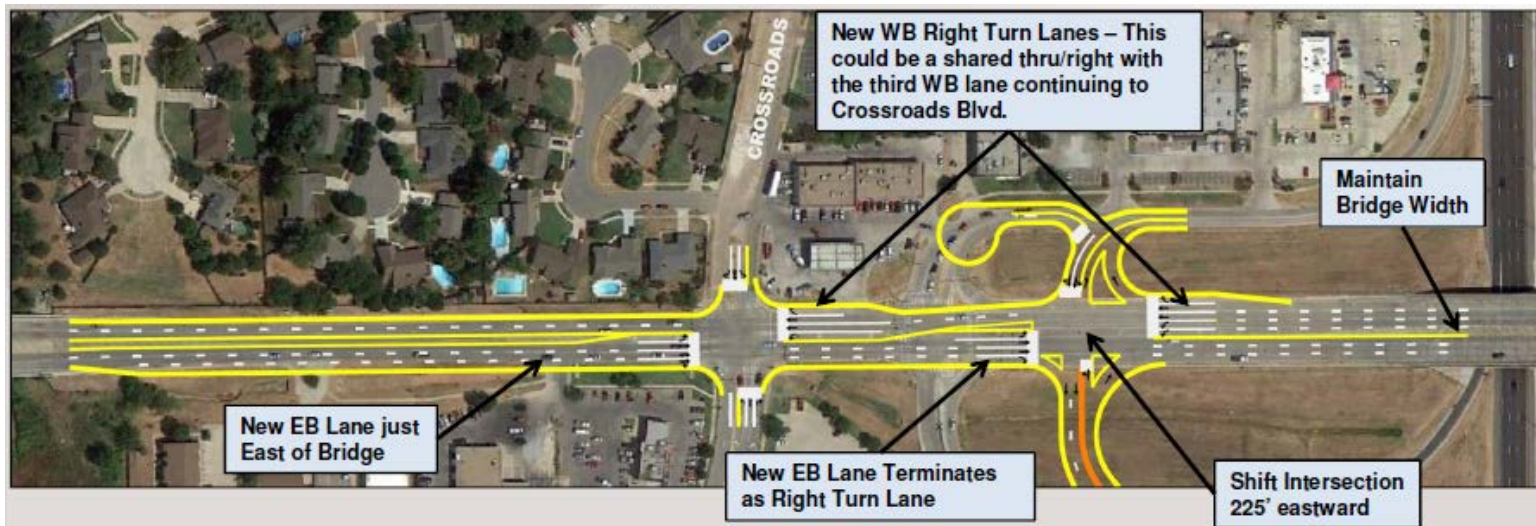 New WB Right Turn Lanes – This
could be a shared thru/right with
the third WB lane continuing to
Crossroads Blvd.
CROSSROADS
Maintain
Bridge Width
New EB Lane just
East of Bridge
New EB Lane Terminates
as Right Turn Lane
Shift Intersection
225’ eastward